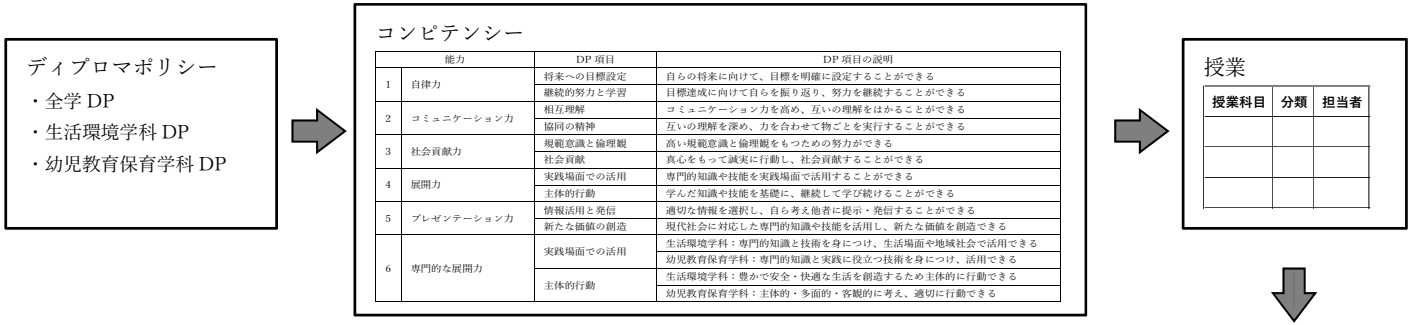 ディプロマポリシー
・全学 DP
・生活環境学科 DP
・幼児教育保育学科 DP
コンピテンシー
能力 DP 項目 DP 項目の説明
1 自律力 将来への目標設定 自らの将来に向けて、目標を明確に設定することができる
継続的努力と学習 目標達成に向けて自らを振り返り、努力を継続することができる
2 コミュニケーション力 相互理解 コミュニケーション力を高め、互いの理解をはかることができる
協同の精神 互いの理解を深め、力を合わせて物ごとを実行することができる
3 社会貢献力 規範意識と倫理観 高い規範意識と倫理観をもつための努力ができる
社会貢献 真心をもって誠実に行動し、社会貢献することができる
4 展開力 実践場面での活用 専門的知識や技能を実践場面で活用することができる
主体的行動 学んだ知識や技能を基礎に、継続して学び続けることができる
5 プレゼンテーション力 情報活用と発信 適切な情報を選択し、自ら考え他者に提示・発信することができる
新たな価値の創造 現代社会に対応した専門的知識や技能を活用し、新たな価値を創造できる
6 専門的な展開力 実践場面での活用 生活環境学科：専門的知識と技術を身につけ、生活場面や地域社会で活用できる
幼児教育保育学科：専門的知識と実践に役立つ技術を身につけ、活用できる
主体的行動 生活環境学科：豊かで安全・快適な生活を創造するため主体的に行動できる
幼児教育保育学科：主体的・多面的・客観的に考え、適切に行動できる
授業
授業科目 分類 担当者